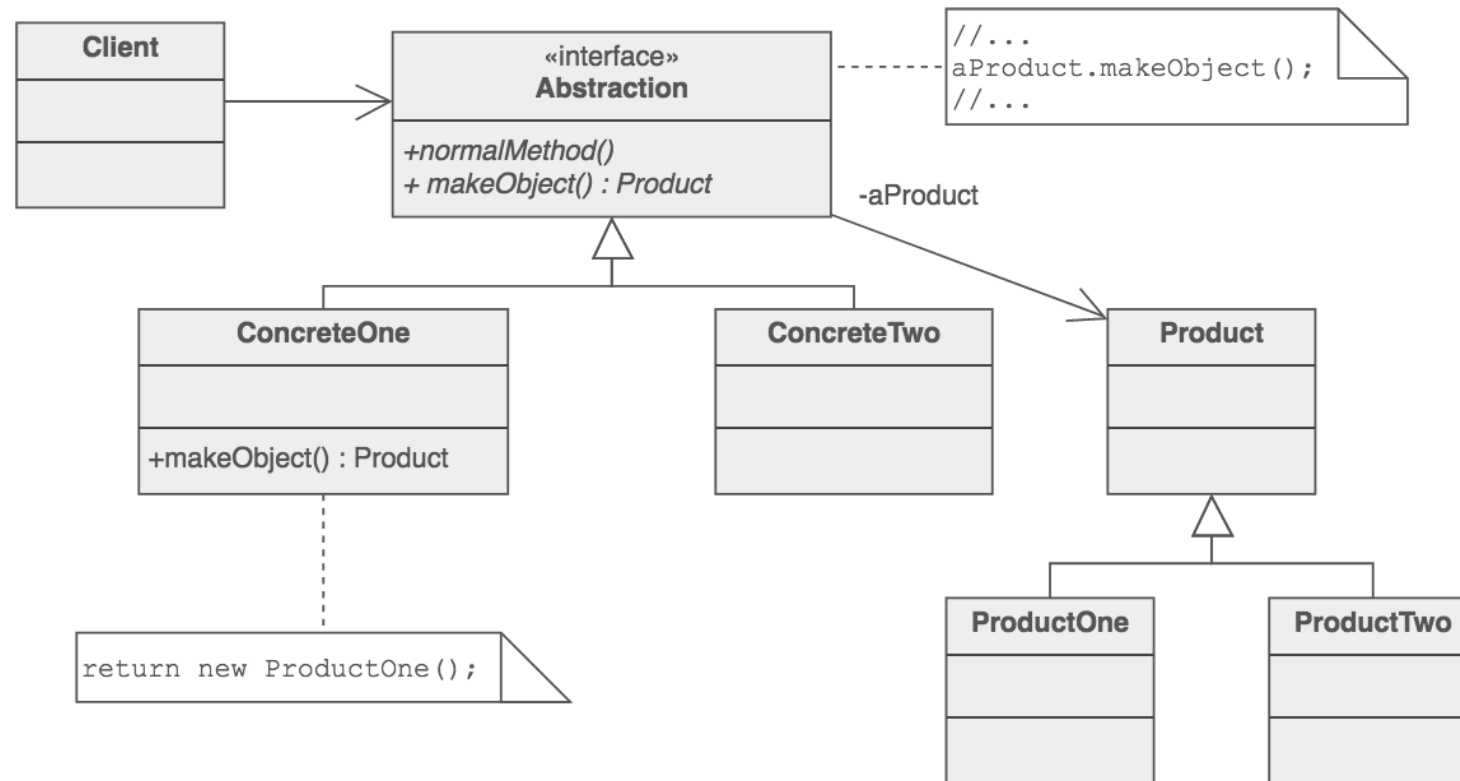 Client
«interface»
Abstraction
+normalMethod()
+ makeObject() : Product
//...
aProduct.makeObject();
//...
-aProduct
ConcreteOne
+makeObject() : Product
ConcreteTwo
Product
return new ProductOne();
ProductOne
ProductTwo